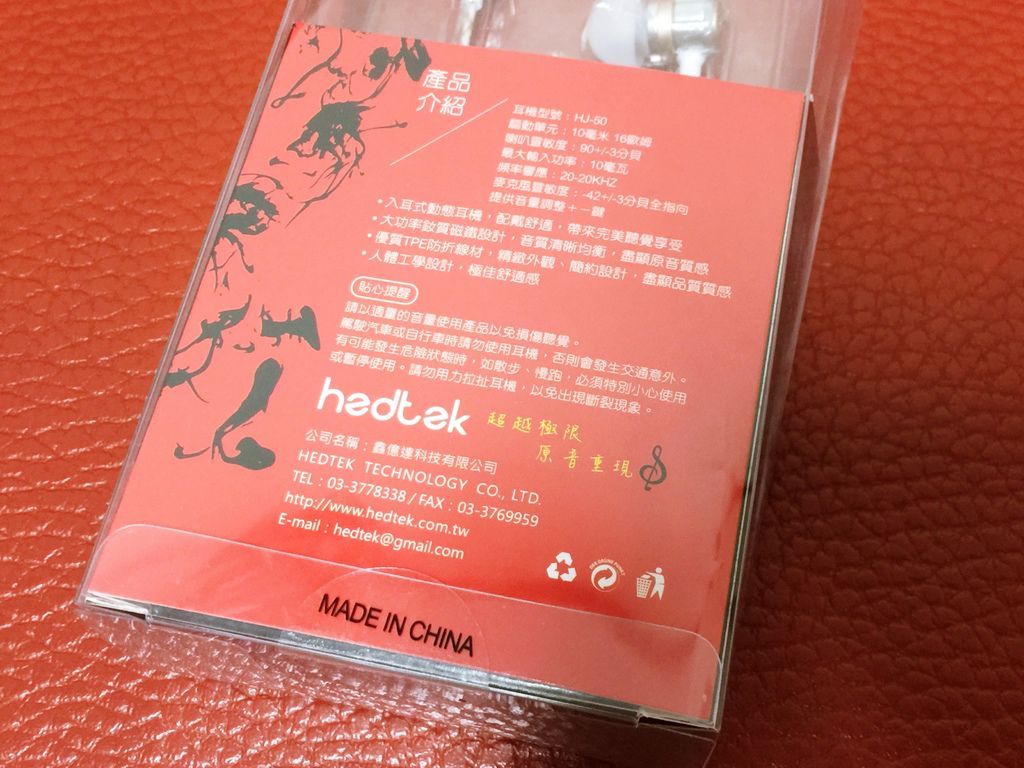 產品
介紹
耳機型號：HJ-50
驅動單元：10毫米 16歐姆
喇叭靈敏度：90+/-3分貝
最大輸入功率：10毫瓦
頻率響應：20-20KHZ
麥克風靈敏度：-42+/-3分貝全指向
提供音量調整＋－鍵
•入耳式動態耳機，配戴舒適，帶來完美聽覺享受
•大功率釹質磁鐵設計，音質清晰均衡，盡顯原音質感
•優質TPE防折線材，精緻外觀、簡約設計，盡顯品質質感
•人體工學設計，極佳舒適感
貼心提醒
請以適量的音量使用產品以免損傷聽覺。
駕駛汽車或自行車時請勿使用耳機，否則會發生交通意外。
有可能發生危險狀態時，如散步、慢跑，必須特別小心使用
或暫停使用。請勿用力拉扯耳機，以免出現斷裂現象。
hedtek 超越極限
原音重現
公司名稱：鑫億達科技有限公司
HEDTEK TECHNOLOGY CO., LTD.
TEL：03-3778338 / FAX：03-3769959
http://www.hedtek.com.tw
E-mail：hedtek@gmail.com
MADE IN CHINA